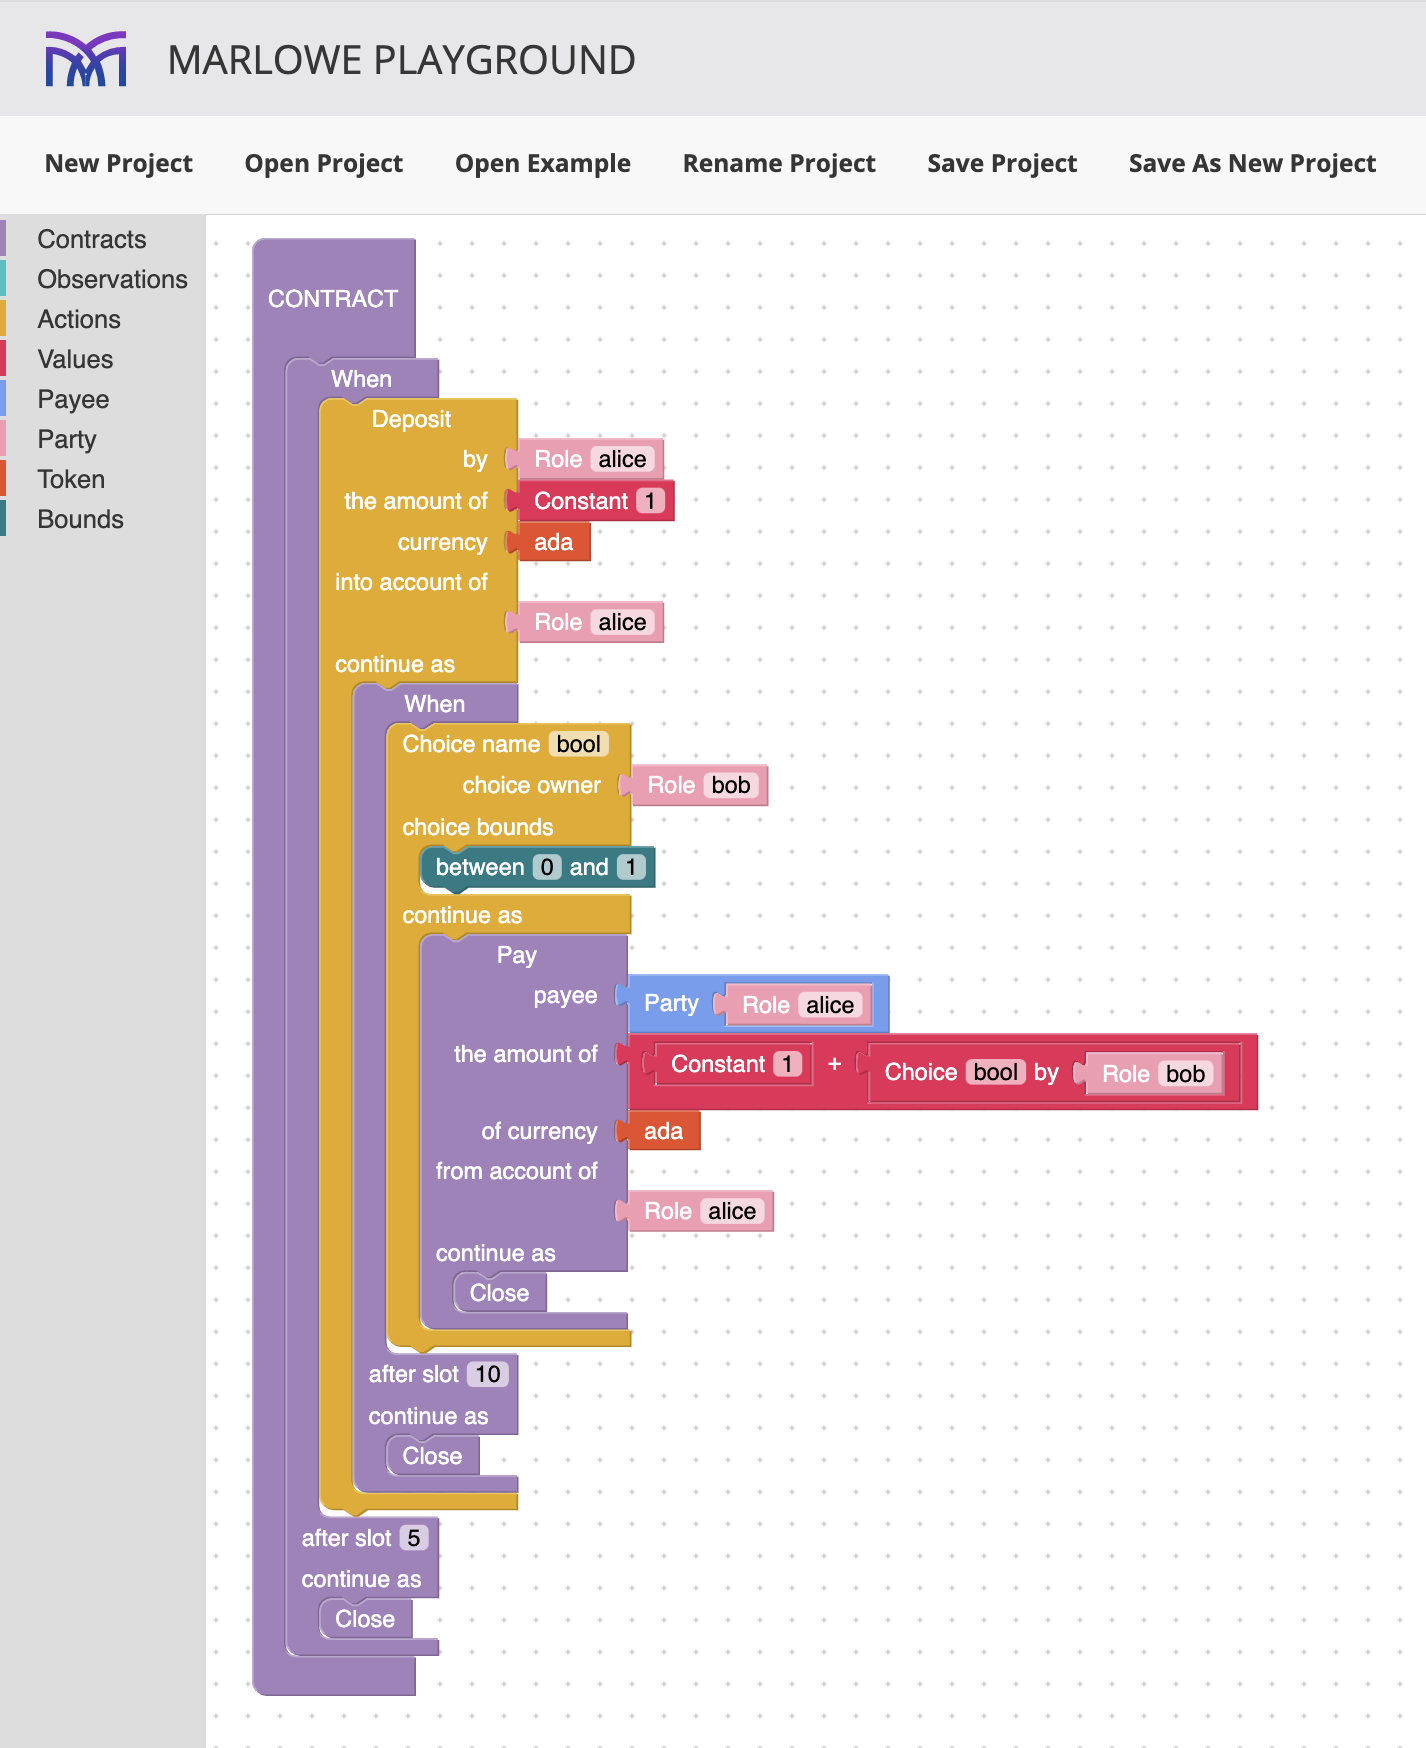 MARLOWE PLAYGROUND
New Project Open Project Open Example Rename Project Save Project Save As New Project
Contracts
Observations
Actions
Values
Payee
Party
Token
Bounds
CONTRACT
When
Deposit
by Role alice
the amount of Constant 1
currency ada
into account of
Role alice
continue as
When
Choice name bool
choice owner Role bob
choice bounds
between 0 and 1
continue as
Pay
payee Party Role alice
the amount of Constant 1 + Choice bool by Role bob
of currency ada
from account of
Role alice
continue as
Close
after slot 10
continue as
Close
after slot 5
continue as
Close